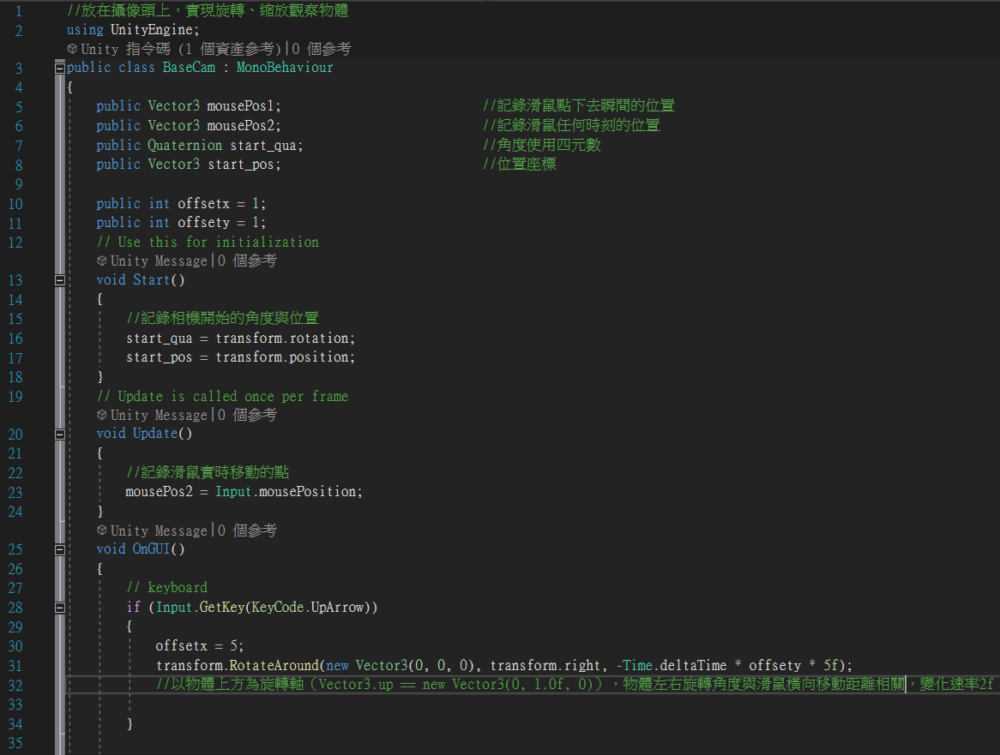 1 //放在攝像頭上，實現旋轉、縮放觀察物體
2 using UnityEngine;
Unity 指令碼 (1 個資產參考)|0 個參考
3 public class BaseCam : MonoBehaviour
4 {
5 public Vector3 mousePos1; //記錄滑鼠點下去瞬間的位置
6 public Vector3 mousePos2; //記錄滑鼠任何時刻的位置
7 public Quaternion start_qua; //角度使用四元數
8 public Vector3 start_pos; //位置座標
9
10 public int offsetx = 1;
11 public int offsety = 1;
12 // Use this for initialization
Unity Message|0 個參考
13 void Start()
14 {
15 //記錄相機開始的角度與位置
16 start_qua = transform.rotation;
17 start_pos = transform.position;
18 }
19 // Update is called once per frame
Unity Message|0 個參考
20 void Update()
21 {
22 //記錄滑鼠實時移動的點
23 mousePos2 = Input.mousePosition;
24 }
Unity Message|0 個參考
25 void OnGUI()
26 {
27 // keyboard
28 if (Input.GetKey(KeyCode.UpArrow))
29 {
30 offsetx = 5;
31 transform.RotateAround(new Vector3(0, 0, 0), transform.right, -Time.deltaTime * offsety * 5f);
32 //以物體上方為旋轉軸（Vector3.up == new Vector3(0, 1.0f, 0)），物體左右旋轉角度與滑鼠橫向移動距離相關，變化速率2f
33
34 }
35